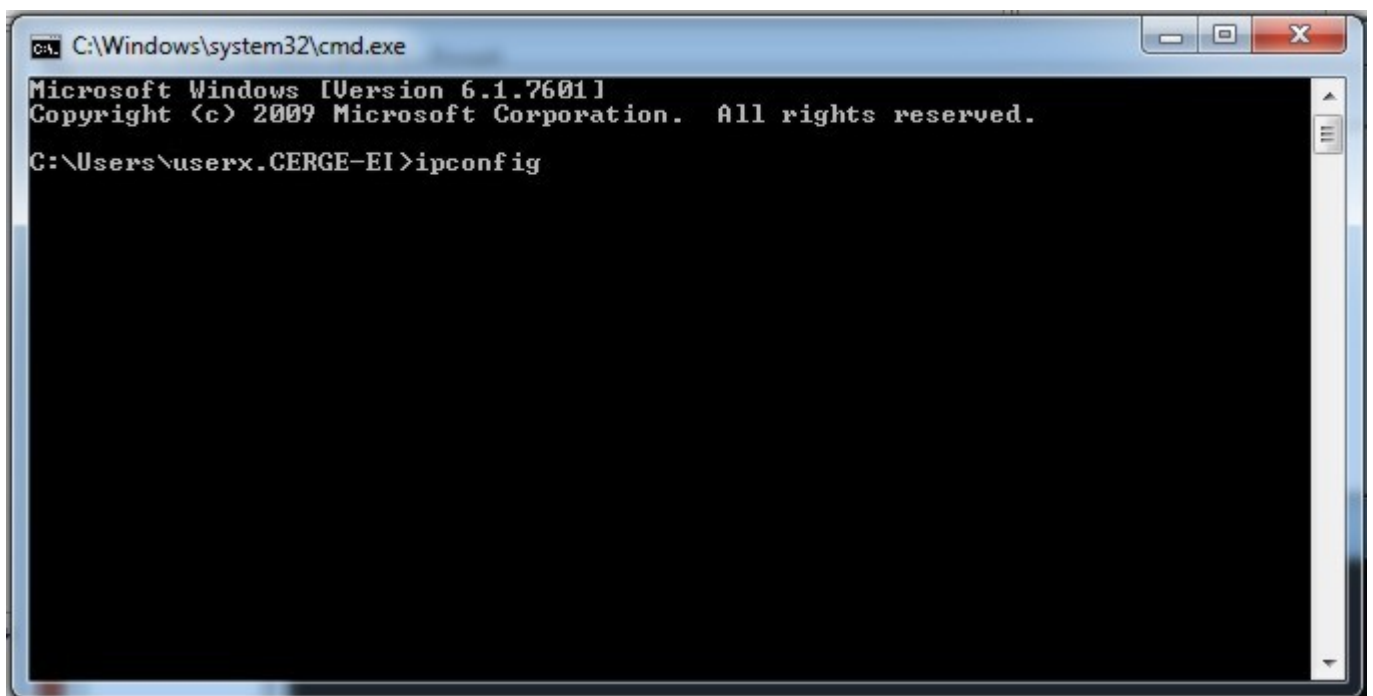 C:\Windows\system32\cmd.exe
Microsoft Windows [Version 6.1.7601]
Copyright (c) 2009 Microsoft Corporation.  All rights reserved.
C:\Users\userx.CERGE-EI>ipconfig